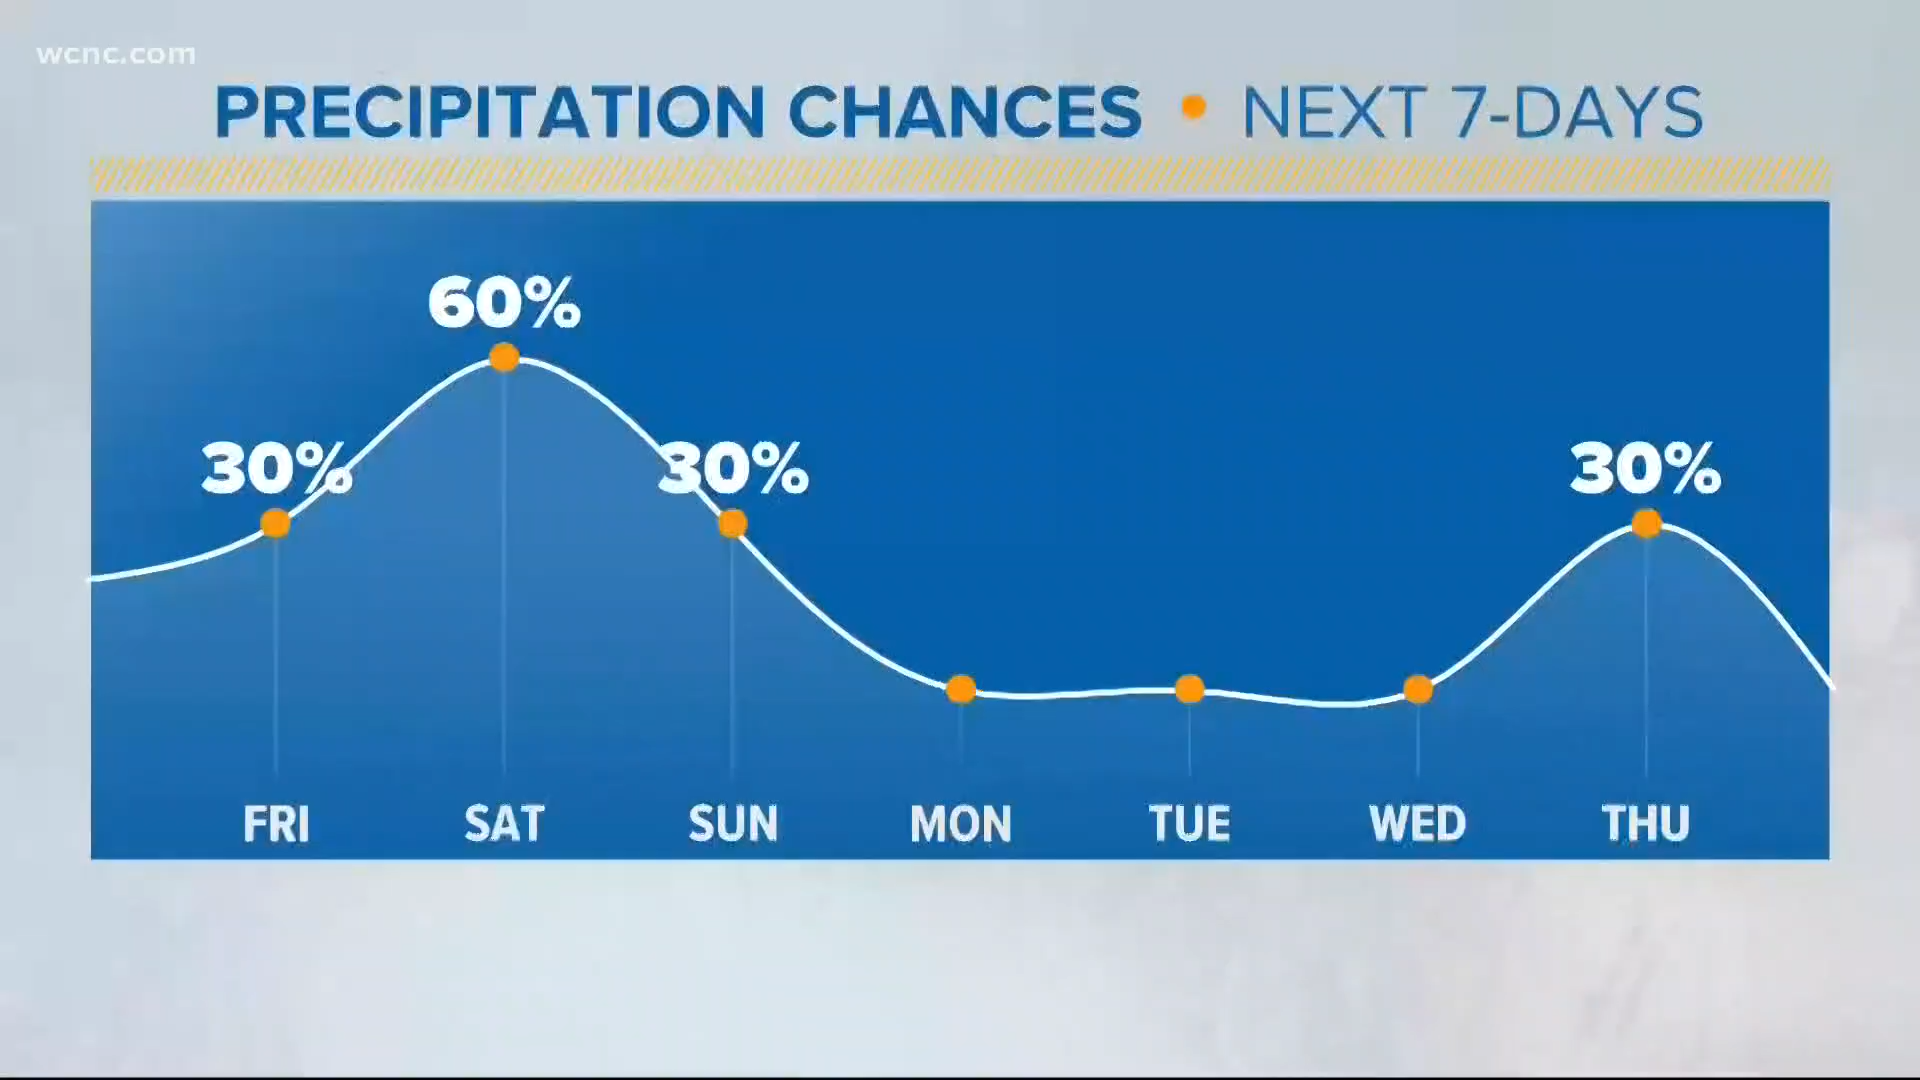 wcnc.com
PRECIPITATION CHANCES • NEXT 7-DAYS
60%
30% 30% 30%
FRI SAT SUN MON TUE WED THU